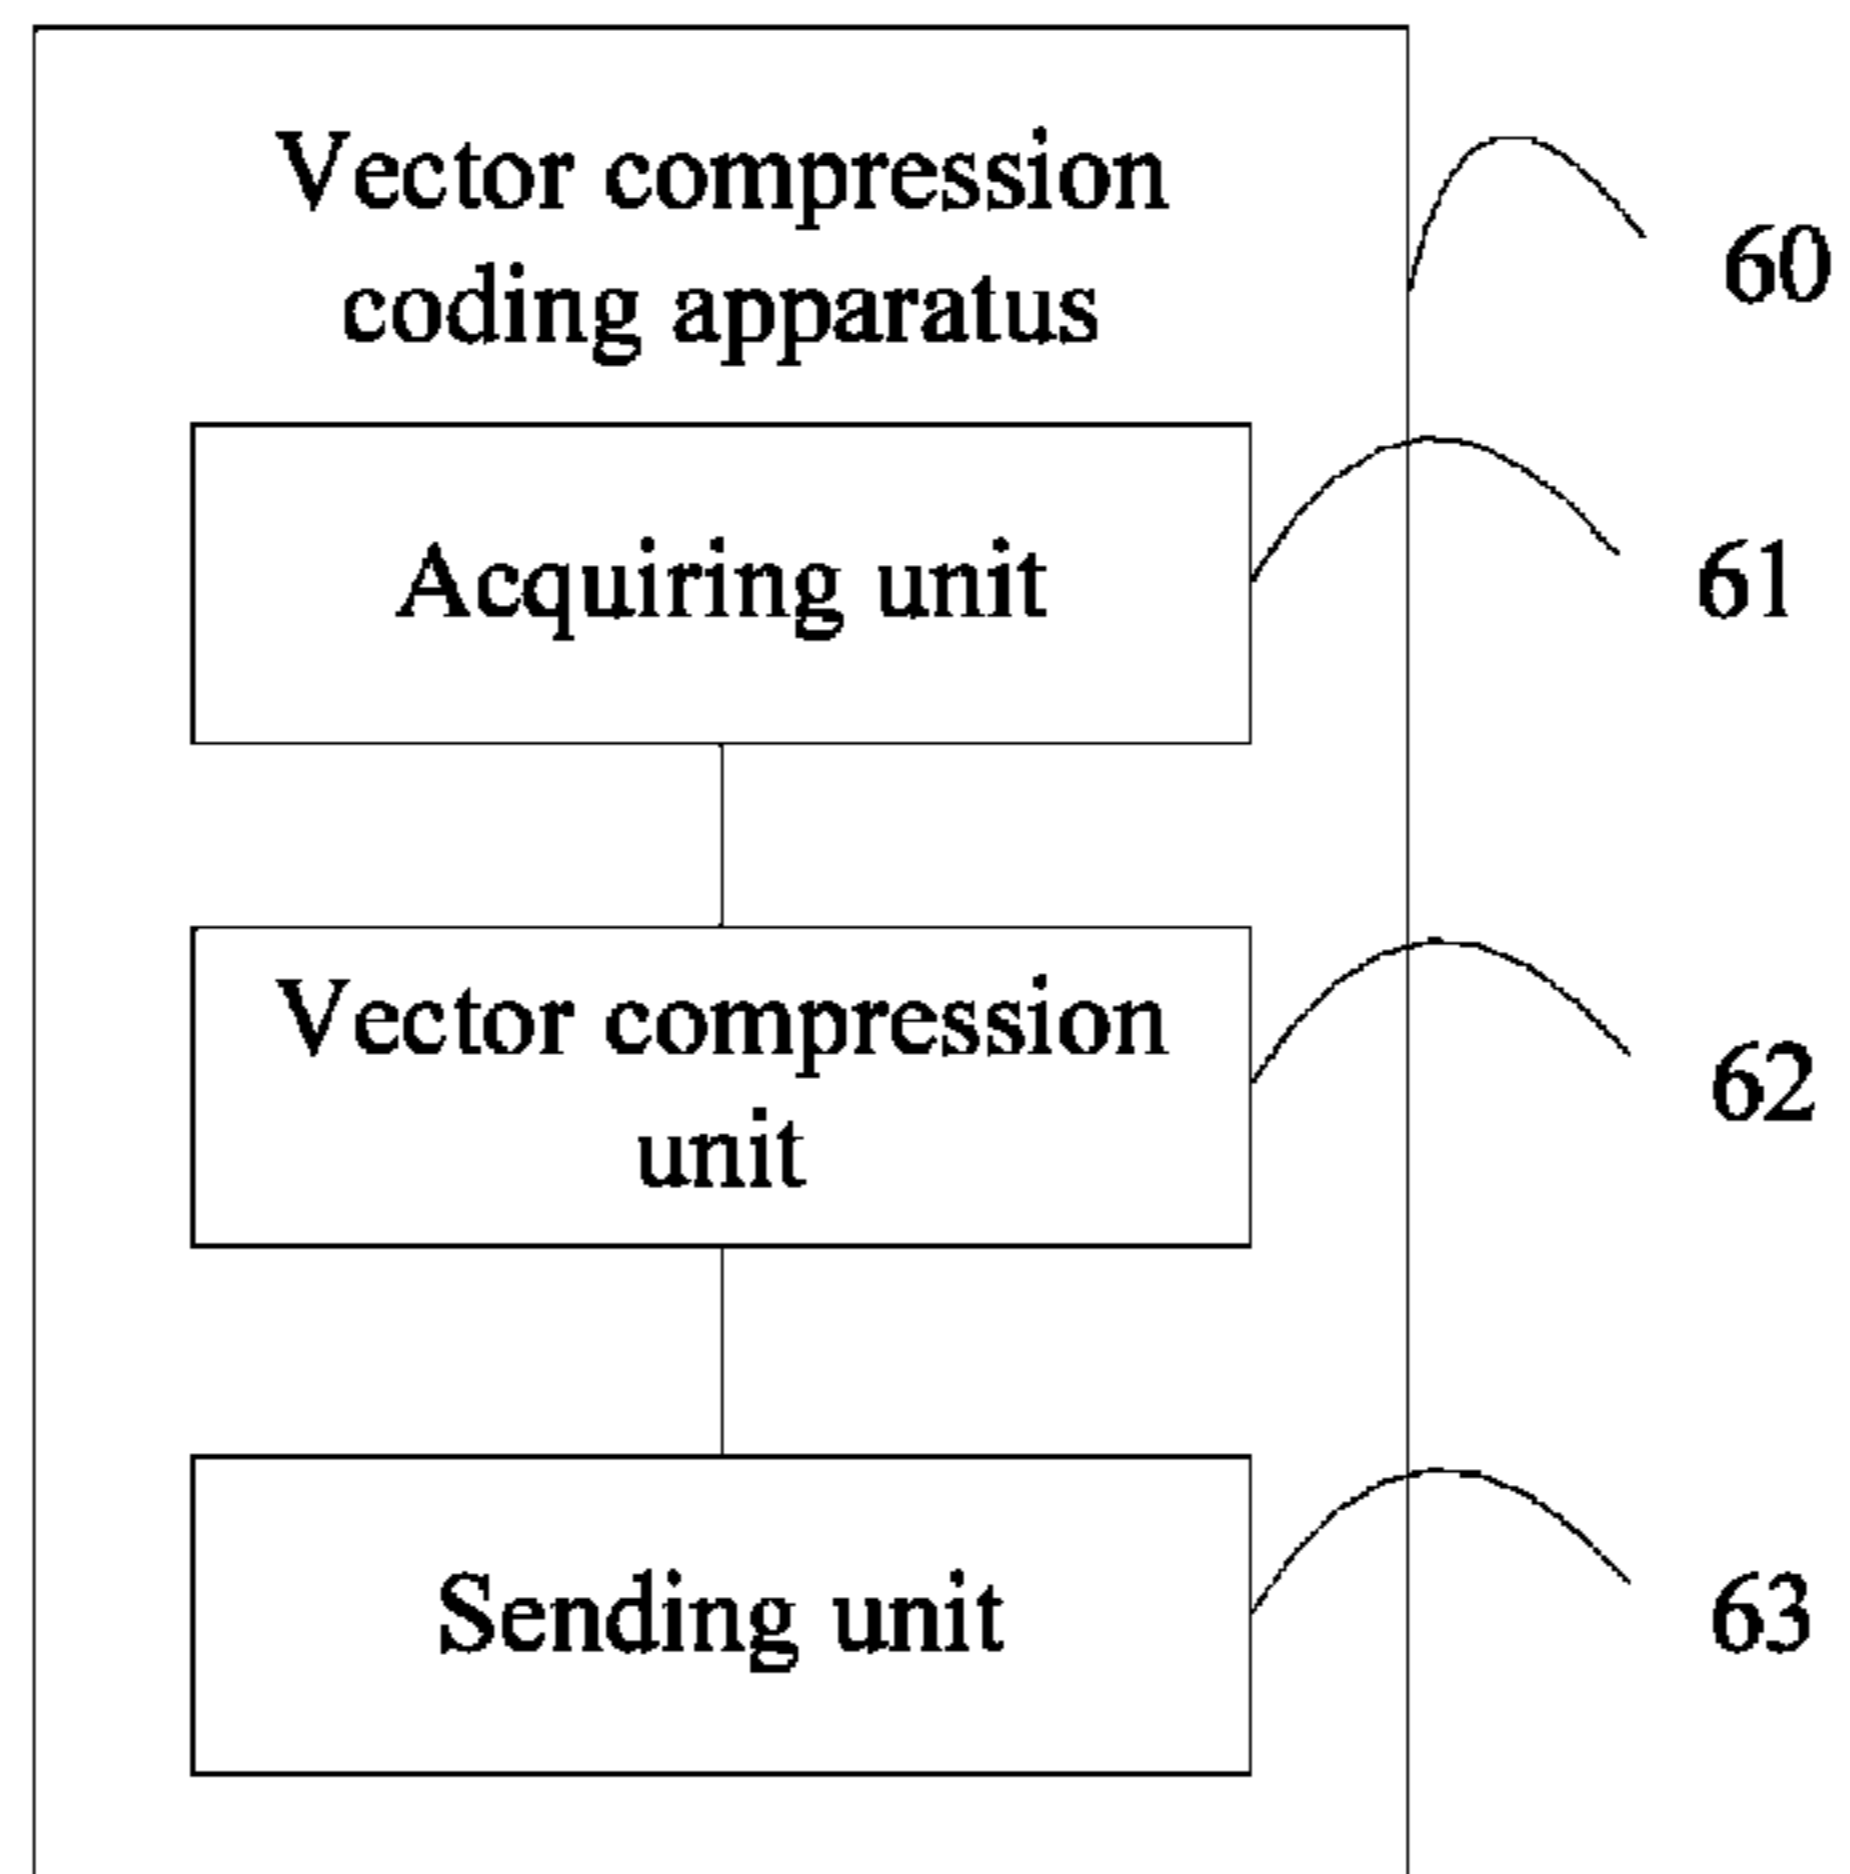 Vector compression
coding apparatus
60
Acquiring unit
61
Vector compression
unit
62
Sending unit
63